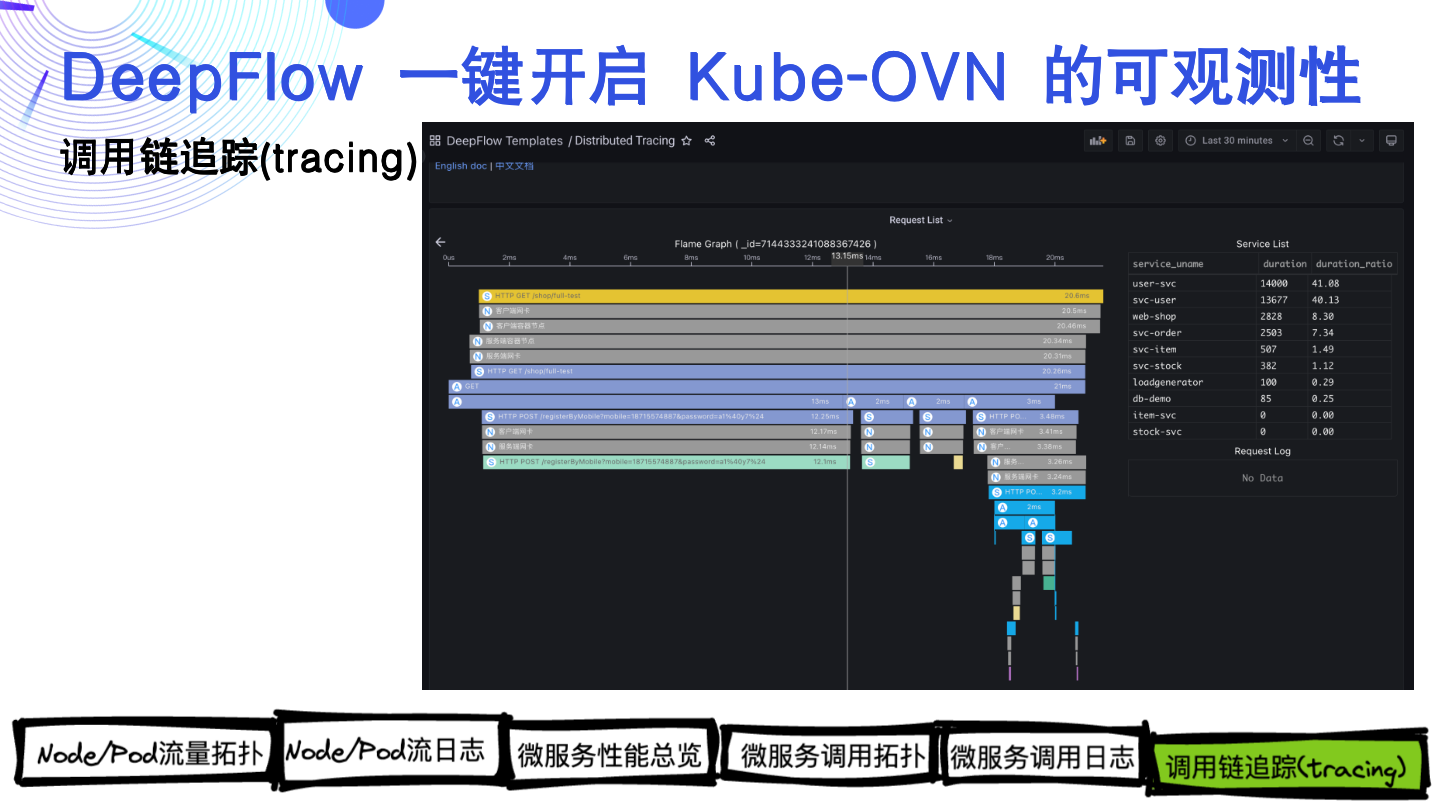 DeepFlow 一键开启 Kube-OVN 的可观测性
调用链追踪(tracing)
DeepFlow Templates / Distributed Tracing
Last 30 minutes
English doc | 中文文档
Request List
Flame Graph ( _id=7144333241088367426 )
0us 2ms 4ms 6ms 8ms 10ms 12ms 13.15ms 14ms 16ms 18ms 20ms
S HTTP GET /shop/full-test 20.6ms
N 客户端网卡 20.5ms
N 客户端容器节点 20.46ms
N 服务端容器节点 20.34ms
N 服务端网卡 20.31ms
S HTTP GET /shop/full-test 20.26ms
A GET 21ms
A 13ms A 2ms A 2ms A 3ms
S HTTP POST /registerByMobile?mobile=18715574887&password=a1%40y7%24 12.25ms S S S HTTP PO... 3.46ms
N 客户端网卡 12.17ms N N N 客户端网卡 3.41ms
N 服务端网卡 12.14ms N N N 客户... 3.38ms
S HTTP POST /registerByMobile?mobile=18715574887&password=a1%40y7%24 12.1ms S N 服务... 3.26ms
N 服务端网卡 3.24ms
S HTTP PO... 3.2ms
A 2ms
A A
S S
Service List
service_uname duration duration_ratio
user-svc 14000 41.08
svc-user 13677 40.13
web-shop 2828 8.30
svc-order 2503 7.34
svc-item 507 1.49
svc-stock 382 1.12
loadgenerator 100 0.29
db-demo 85 0.25
item-svc 0 0.00
stock-svc 0 0.00
Request Log
No Data
Node/Pod流量拓扑
Node/Pod流日志
微服务性能总览
微服务调用拓扑
微服务调用日志
调用链追踪(tracing)